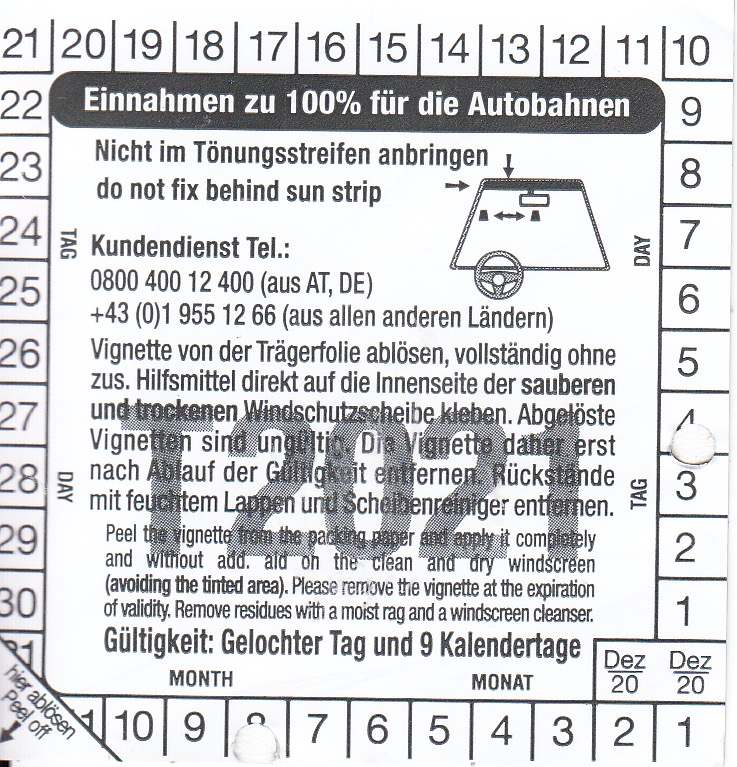 21 20 19 18 17 16 15 14 13 12 11 10
22 Einnahmen zu 100% für die Autobahnen 9
23 Nicht im Tönungsstreifen anbringen 8
do not fix behind sun strip
24 TAG DAY 7
Kundendienst Tel.:
25 0800 400 12 400 (aus AT, DE) 6
+43 (0)1 955 12 66 (aus allen anderen Ländern)
26 Vignette von der Trägerfolie ablösen, vollständig ohne 5
zus. Hilfsmittel direkt auf die Innenseite der sauberen
27 und trockenen Windschutzscheibe kleben. Abgelöste 4
Vignetten sind ungültig. Die Vignette daher erst
28 DAY nach Ablauf der Gültigkeit entfernen. Rückstände TAG 3
mit feuchtem Lappen und Scheibenreiniger entfernen.
T2021
29 Peel the vignette from the packing paper and apply it completely 2
and without add. aid on the clean and dry windscreen
(avoiding the tinted area). Please remove the vignette at the expiration
30 of validity. Remove residues with a moist rag and a windscreen cleanser. 1
31 Gültigkeit: Gelochter Tag und 9 Kalendertage
MONTH MONAT Dez 20 Dez 20
hier ablösen
Peel off
11 10 9 8 7 6 5 4 3 2 1